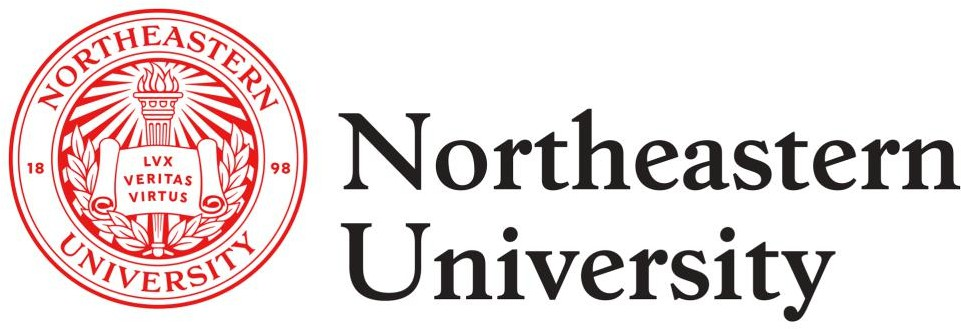 NORTHEASTERN
18 98
LVX
VERITAS
VIRTUS
UNIVERSITY
Northeastern
University